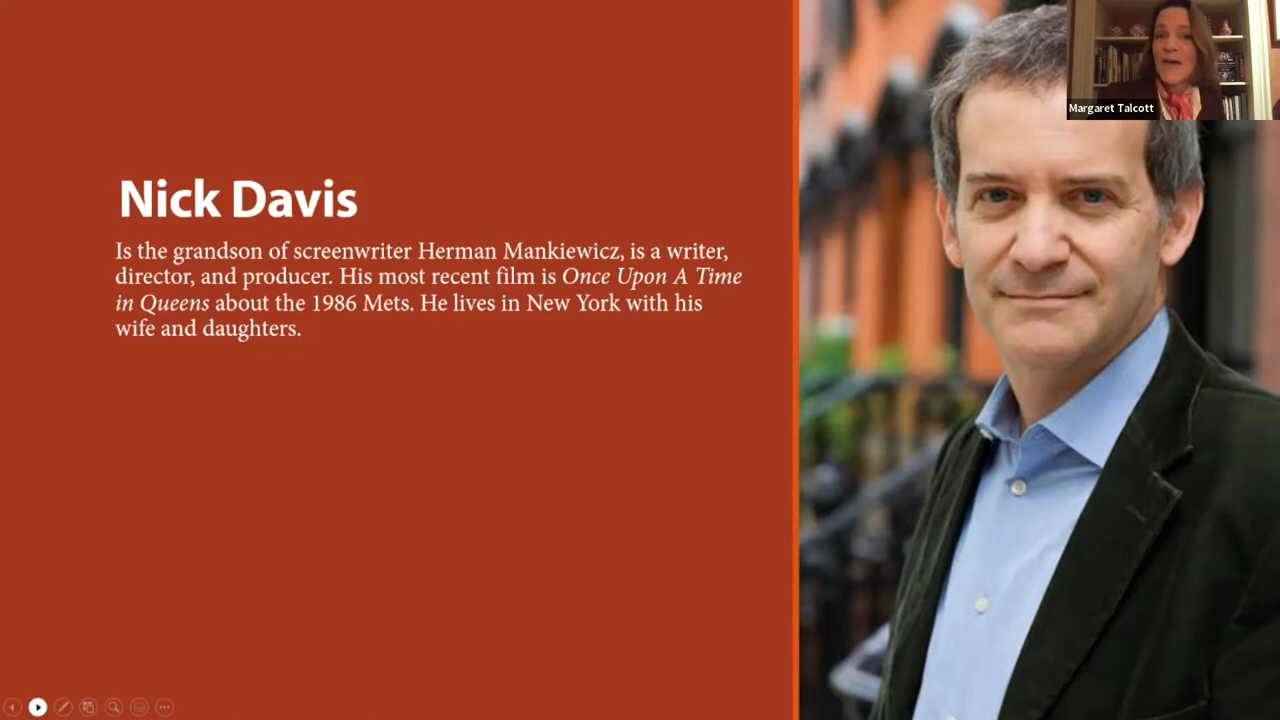 Margaret Talcott
Nick Davis
Is the grandson of screenwriter Herman Mankiewicz, is a writer,
director, and producer. His most recent film is Once Upon A Time
in Queens about the 1986 Mets. He lives in New York with his
wife and daughters.